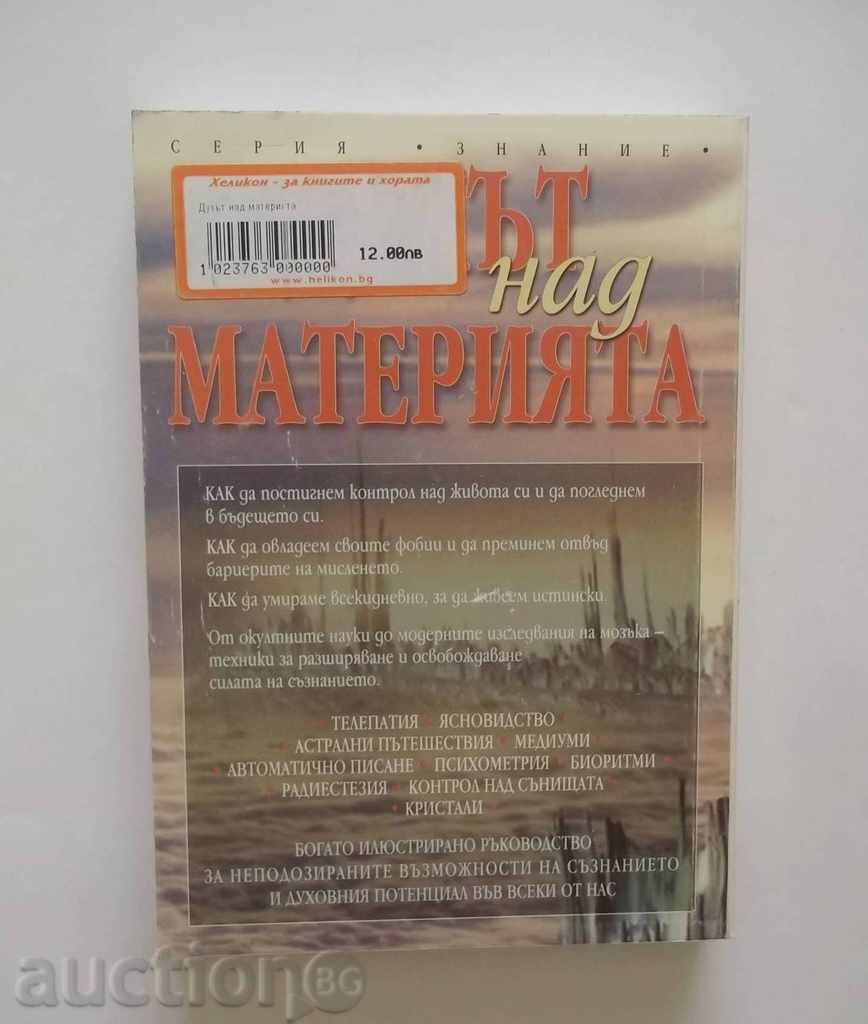 СЕРИЯ • ЗНАНИЕ •
Хеликон - за книгите и хората
Духът над материята
12.00лв
1 023763 000000
www.helikon.bg
ЪТ
над
МАТЕРИЯТА
КАК да постигнем контрол над живота си и да погледнем
в бъдещето си.
КАК да овладеем своите фобии и да преминем отвъд
бариерите на мисленето.
КАК да умираме всекидневно, за да живеем истински.
От окултните науки до модерните изследвания на мозъка –
техники за разширяване и освобождаване
силата на съзнанието.
• ТЕЛЕПАТИЯ • ЯСНОВИДСТВО •
• АСТРАЛНИ ПЪТЕШЕСТВИЯ • МЕДИУМИ •
• АВТОМАТИЧНО ПИСАНЕ • ПСИХОМЕТРИЯ • БИОРИТМИ •
• РАДИЕСТЕЗИЯ • КОНТРОЛ НАД СЪНИЩАТА •
• КРИСТАЛИ •
БОГАТО ИЛЮСТРИРАНО РЪКОВОДСТВО
ЗА НЕПОДОЗИРАНИТЕ ВЪЗМОЖНОСТИ НА СЪЗНАНИЕТО
И ДУХОВНИЯ ПОТЕНЦИАЛ ВЪВ ВСЕКИ ОТ НАС
auctionBG